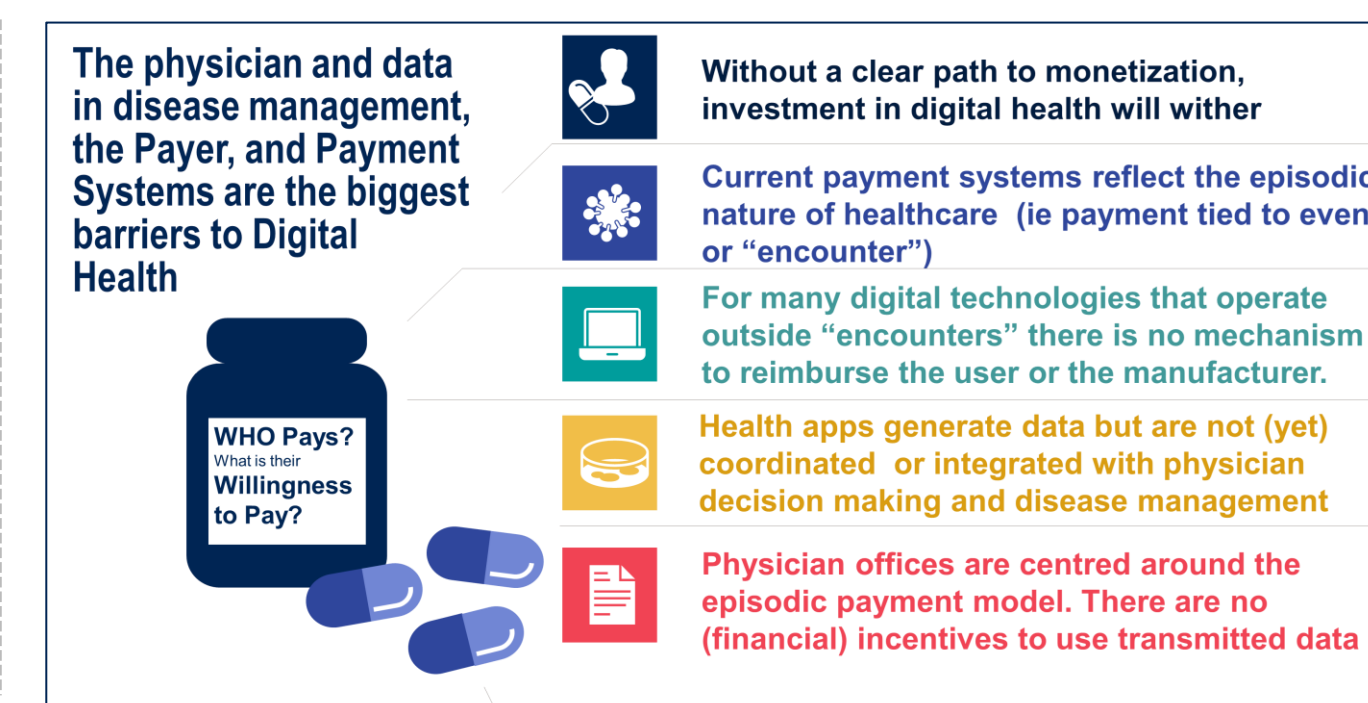 The physician and data
in disease management,
the Payer, and Payment
Systems are the biggest
barriers to Digital
Health
WHO Pays?
What is their
Willingness
to Pay?
Without a clear path to monetization,
investment in digital health will wither
Current payment systems reflect the episodic
nature of healthcare (ie payment tied to even
or “encounter”)
For many digital technologies that operate
outside “encounters” there is no mechanism
to reimburse the user or the manufacturer.
Health apps generate data but are not (yet)
coordinated or integrated with physician
decision making and disease management
Physician offices are centred around the
episodic payment model. There are no
(financial) incentives to use transmitted data